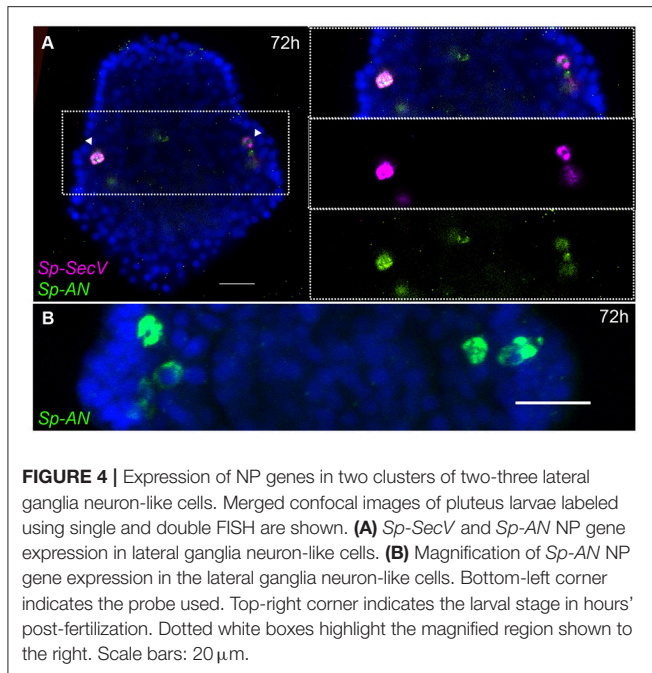 A 72h
Sp-SecV
Sp-AN
B 72h
Sp-AN
FIGURE 4 | Expression of NP genes in two clusters of two-three lateral
ganglia neuron-like cells. Merged confocal images of pluteus larvae labeled
using single and double FISH are shown. (A) Sp-SecV and Sp-AN NP gene
expression in lateral ganglia neuron-like cells. (B) Magnification of Sp-AN NP
gene expression in the lateral ganglia neuron-like cells. Bottom-left corner
indicates the probe used. Top-right corner indicates the larval stage in hours'
post-fertilization. Dotted white boxes highlight the magnified region shown to
the right. Scale bars: 20 μm.